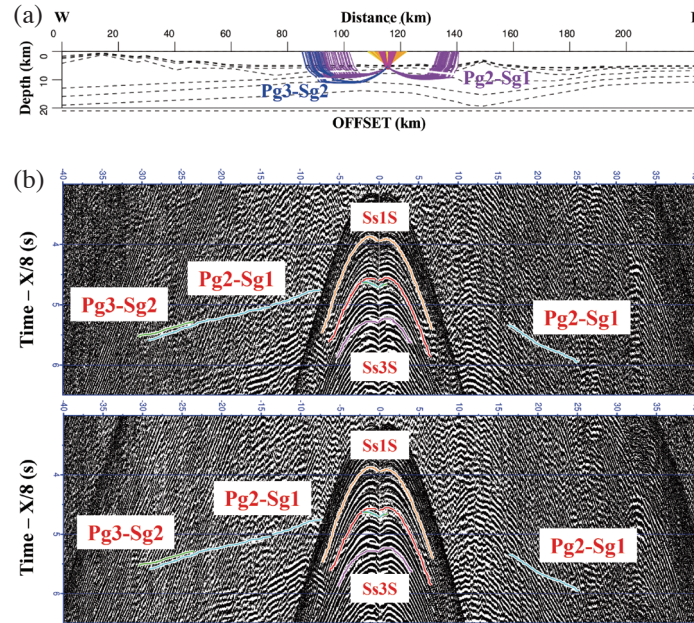 (a) W Distance (km)
0 20 40 60 80 100 120 140 160 180 200
Depth (km)
0
10
20
Pg3-Sg2
Pg2-Sg1
OFFSET (km)
(b)
-40 -35 -30 -25 -20 -15 -10 -5 0 5 10 15 20 25 30 35 40
Time – X/8 (s)
4
5
6
Ss1S
Pg2-Sg1
Pg3-Sg2
Pg2-Sg1
Ss3S
-40 -35 -30 -25 -20 -15 -10 -5 0 5 10 15 20 25 30 35 40
Time – X/8 (s)
4
5
6
Ss1S
Pg2-Sg1
Pg3-Sg2
Pg2-Sg1
Ss3S